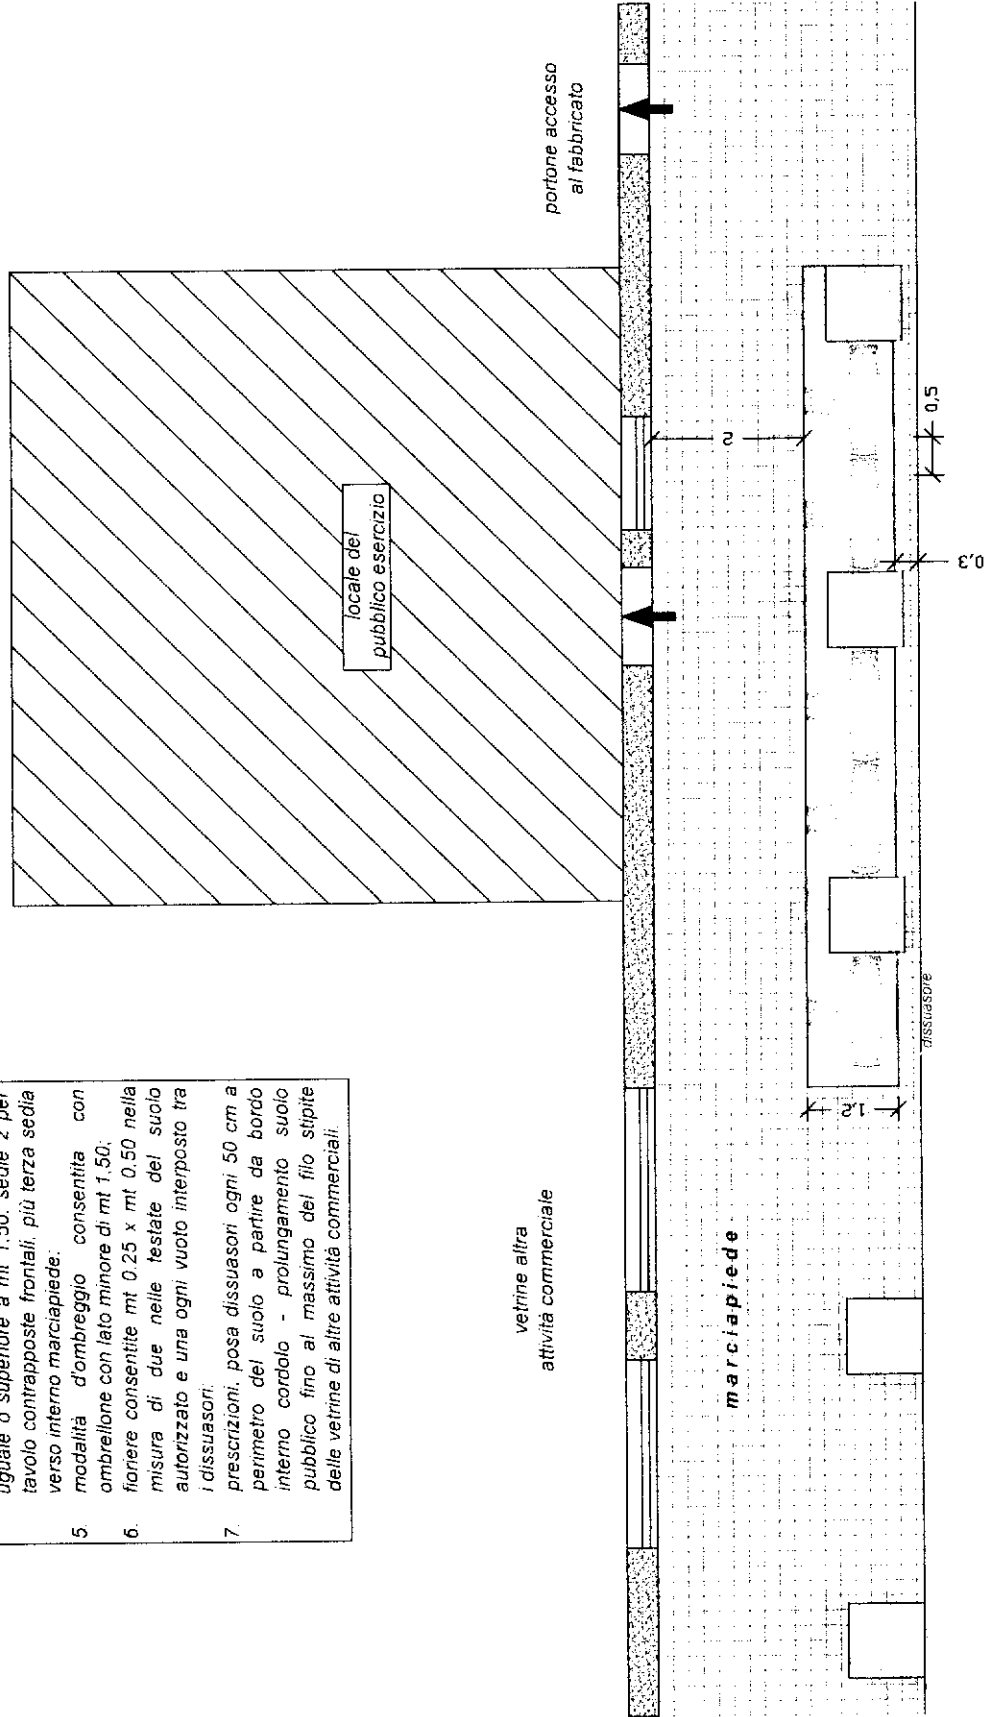 uguale o superiore a mt 1.50. sedie 2 per
tavolo contrapposte frontali, più terza sedia
verso interno marciapiede.
5. modalità d'ombreggio consentita con
ombrellone con lato minore di mt 1,50;
6. fioriere consentite mt 0.25 x mt 0.50 nella
misura di due nelle testate del suolo
autorizzato e una ogni vuoto interposto tra
i dissuasori.
7. prescrizioni, posa dissuasori ogni 50 cm a
perimetro del suolo a partire da bordo
interno cordolo - prolungamento suolo
pubblico fino al massimo del filo stipite
delle vetrine di altre attività commerciali.
locale del
pubblico esercizio
portone accesso
al fabbricato
vetrine altra
attività commerciale
marciapiede
2
1,2
0,3
0,5
dissuasore